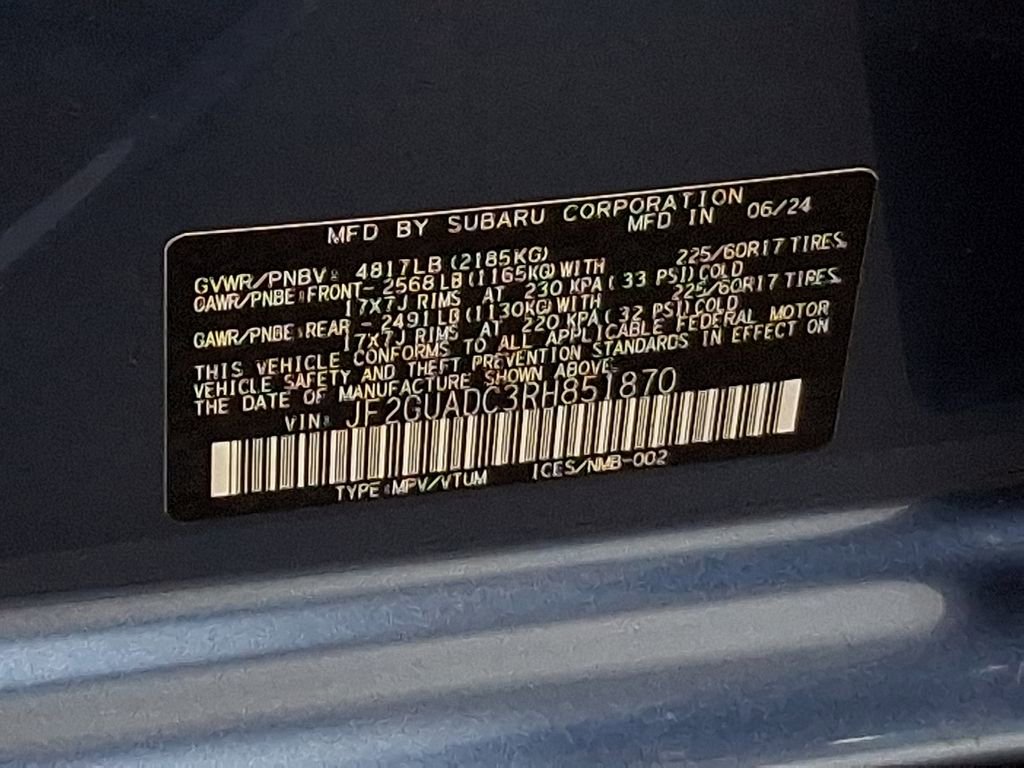 MFD BY SUBARU CORPORATION
MFD IN 06/24
GVWR/PNBV: 4817LB(2185KG)
GAWR/PNBE:FRONT-2568LB(1165KG)WITH 225/60R17 TIRES,
17X7J RIMS AT 230 KPA( 33 PSI)COLD
GAWR/PNBE:REAR -2491LB(1130KG)WITH 225/60R17 TIRES,
17X7J RIMS AT 220 KPA( 32 PSI)COLD
THIS VEHICLE CONFORMS TO ALL APPLICABLE FEDERAL MOTOR
VEHICLE SAFETY AND THEFT PREVENTION STANDARDS IN EFFECT ON
THE DATE OF MANUFACTURE SHOWN ABOVE.
VIN: JF2GUADC3RH851870
TYPE:MPV/VTUM ICES/NMB-002